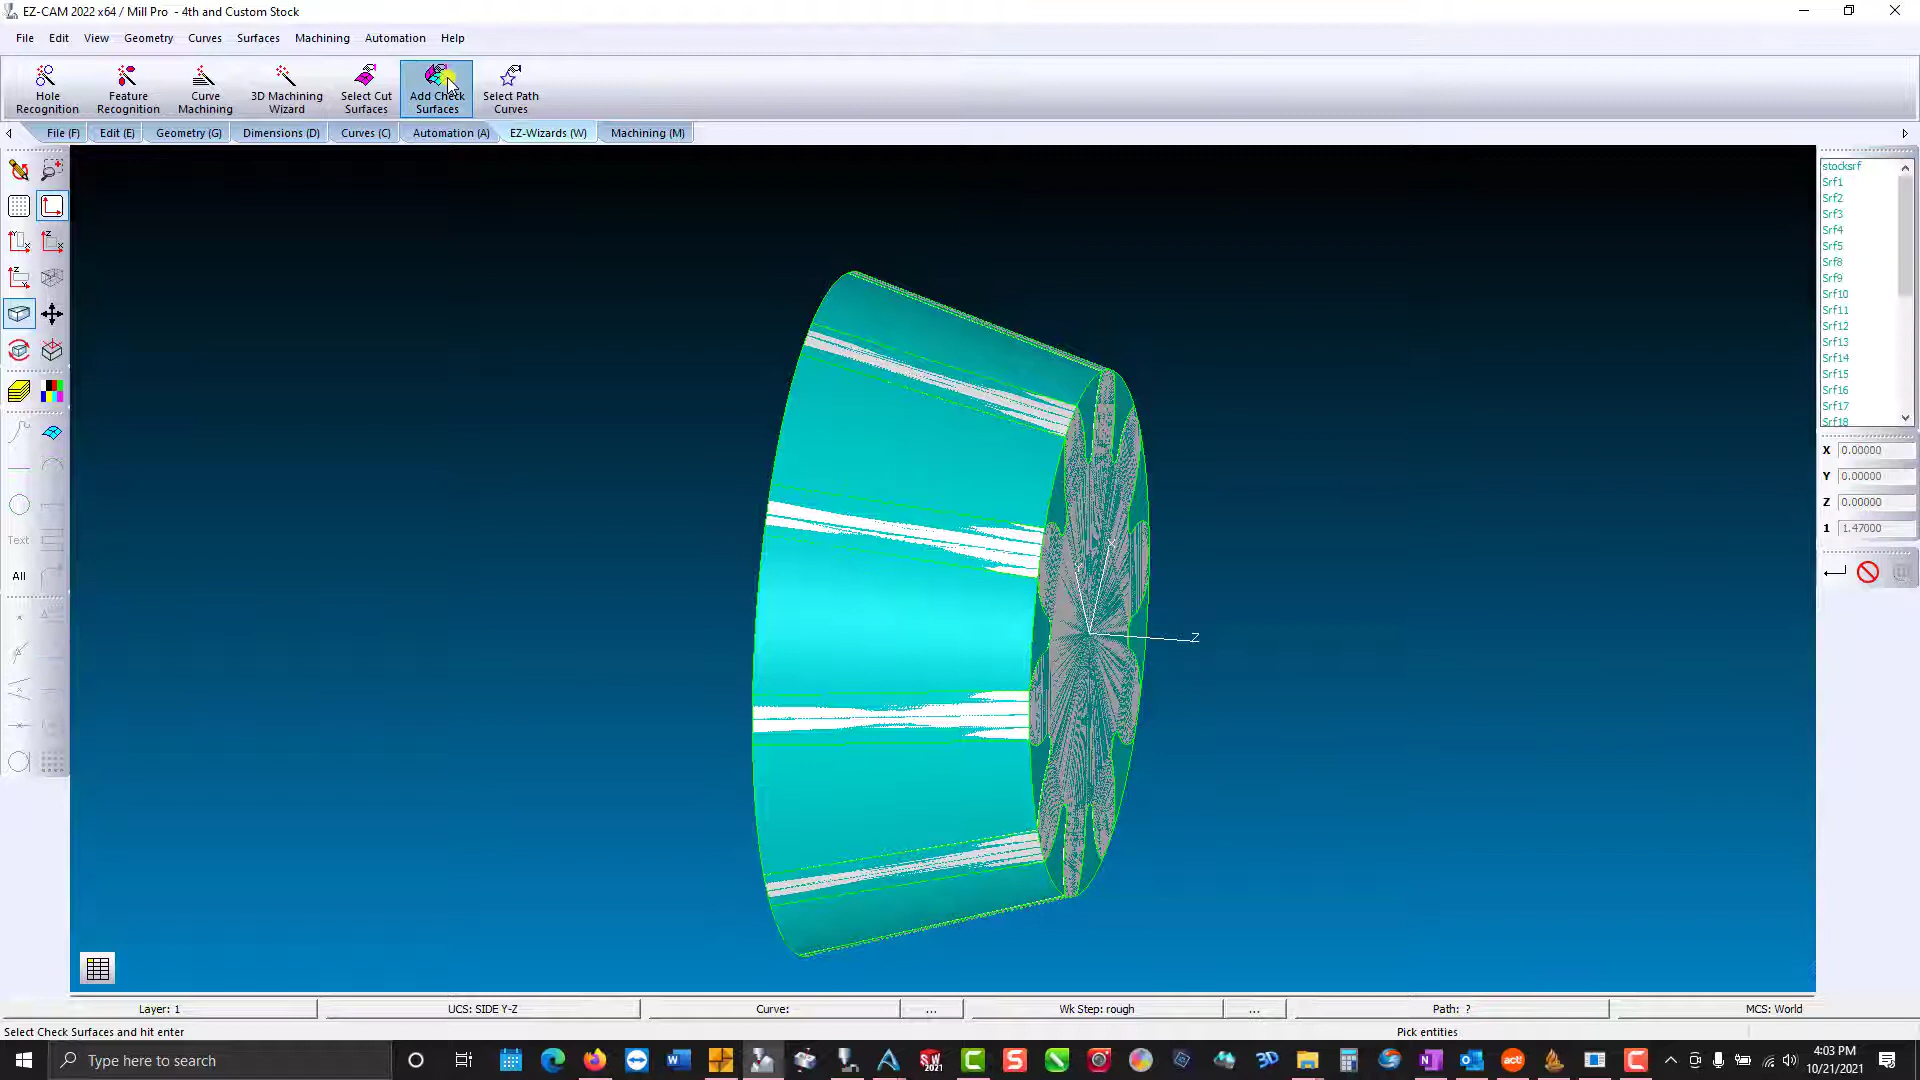 EZ-CAM 2022 x64 / Mill Pro - 4th and Custom Stock
File Edit View Geometry Curves Surfaces Machining Automation Help
Hole Recognition
Feature Recognition
Curve Machining
3D Machining Wizard
Select Cut Surfaces
Add Check Surfaces
Select Path Curves
File (F) Edit (E) Geometry (G) Dimensions (D) Curves (C) Automation (A) EZ-Wizards (W) Machining (M)
stocksrf
Srf1
Srf2
Srf3
Srf4
Srf5
Srf8
Srf9
Srf10
Srf11
Srf12
Srf13
Srf14
Srf15
Srf16
Srf17
Srf18
X 0.00000
Y 0.00000
Z 0.00000
1 1.47000
Text
All
X
Y
Z
Layer: 1 UCS: SIDE Y-Z Curve: ... Wk Step: rough ... Path: ? MCS: World
Select Check Surfaces and hit enter Pick entities
Type here to search
4:03 PM
10/21/2021